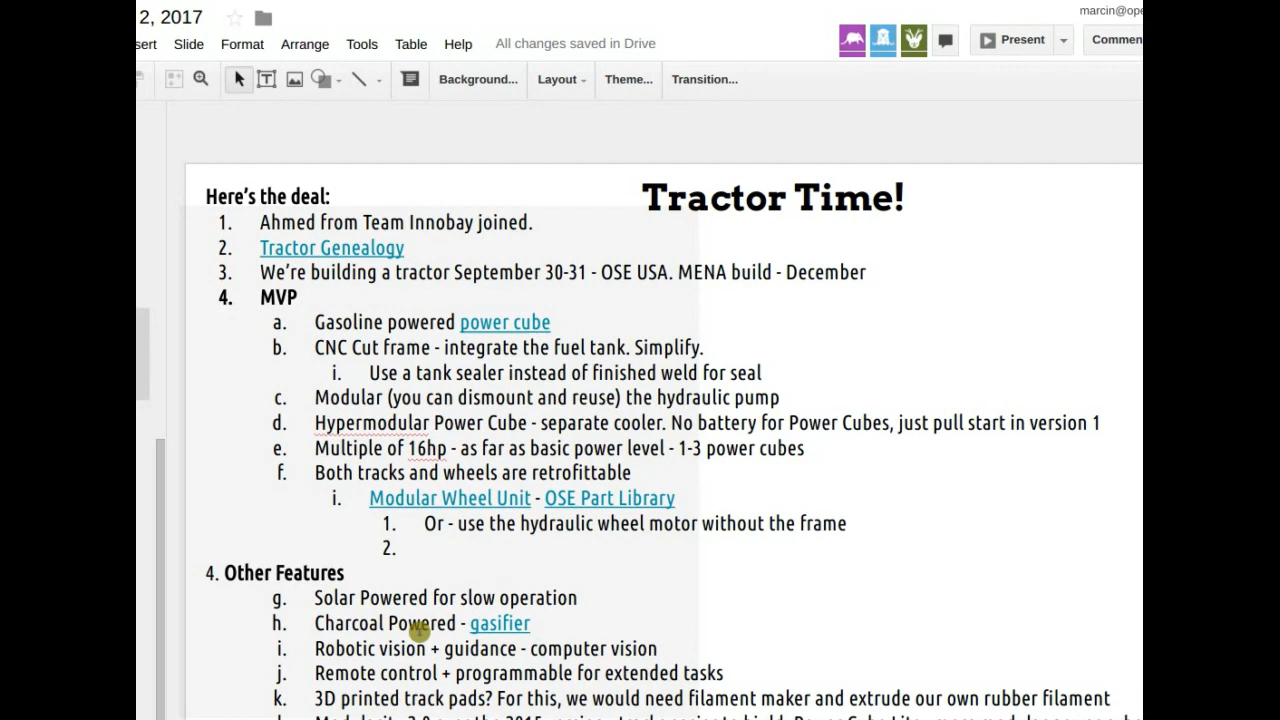 2, 2017
marcin@ope
sert Slide Format Arrange Tools Table Help All changes saved in Drive
Present
Commen
Background... Layout Theme... Transition...
Tractor Time!
Here's the deal:
1. Ahmed from Team Innobay joined.
2. Tractor Genealogy
3. We're building a tractor September 30-31 - OSE USA. MENA build - December
4. MVP
a. Gasoline powered power cube
b. CNC Cut frame - integrate the fuel tank. Simplify.
i. Use a tank sealer instead of finished weld for seal
c. Modular (you can dismount and reuse) the hydraulic pump
d. Hypermodular Power Cube - separate cooler. No battery for Power Cubes, just pull start in version 1
e. Multiple of 16hp - as far as basic power level - 1-3 power cubes
f. Both tracks and wheels are retrofittable
i. Modular Wheel Unit - OSE Part Library
1. Or - use the hydraulic wheel motor without the frame
2.
4. Other Features
g. Solar Powered for slow operation
h. Charcoal Powered - gasifier
i. Robotic vision + guidance - computer vision
j. Remote control + programmable for extended tasks
k. 3D printed track pads? For this, we would need filament maker and extrude our own rubber filament